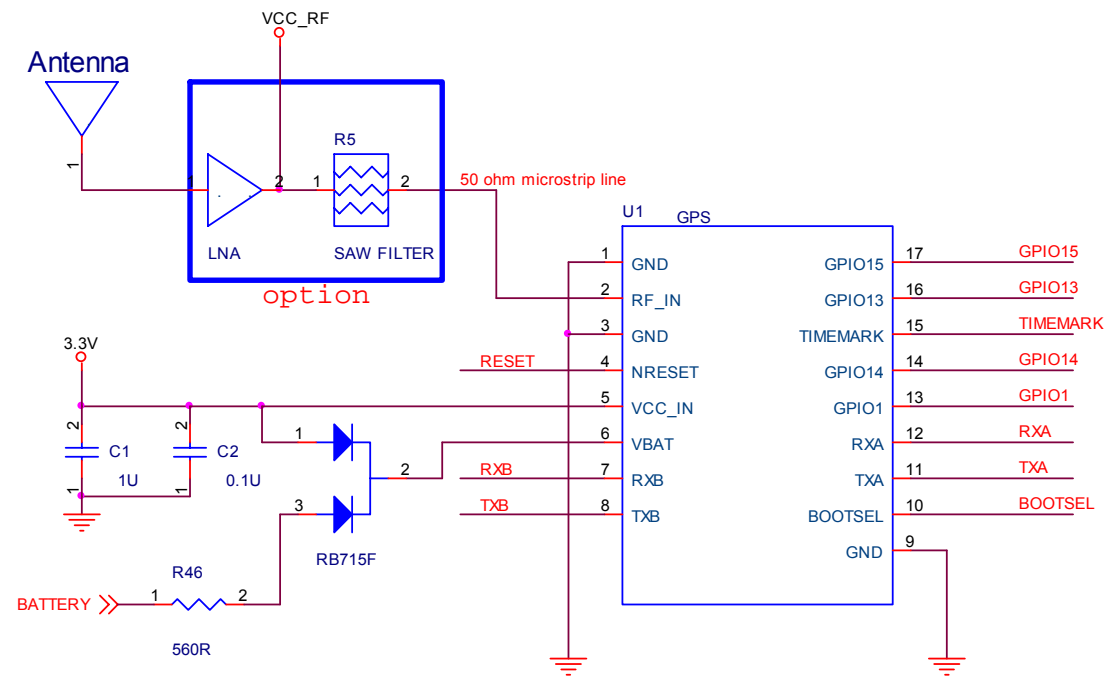 VCC_RF
Antenna
1
1
2
R5
1
2
LNA
SAW FILTER
option
50 ohm microstrip line
U1
GPS
1
GND
2
RF_IN
3
GND
RESET
4
NRESET
5
VCC_IN
6
VBAT
RXB
7
RXB
TXB
8
TXB
GPIO15
17
GPIO15
GPIO13
16
GPIO13
TIMEMARK
15
TIMEMARK
GPIO14
14
GPIO14
GPIO1
13
GPIO1
RXA
12
RXA
TXA
11
TXA
BOOTSEL
10
BOOTSEL
GND
9
3.3V
2
C1
1U
1
2
C2
0.1U
1
1
2
3
RB715F
BATTERY
R46
1
2
560R